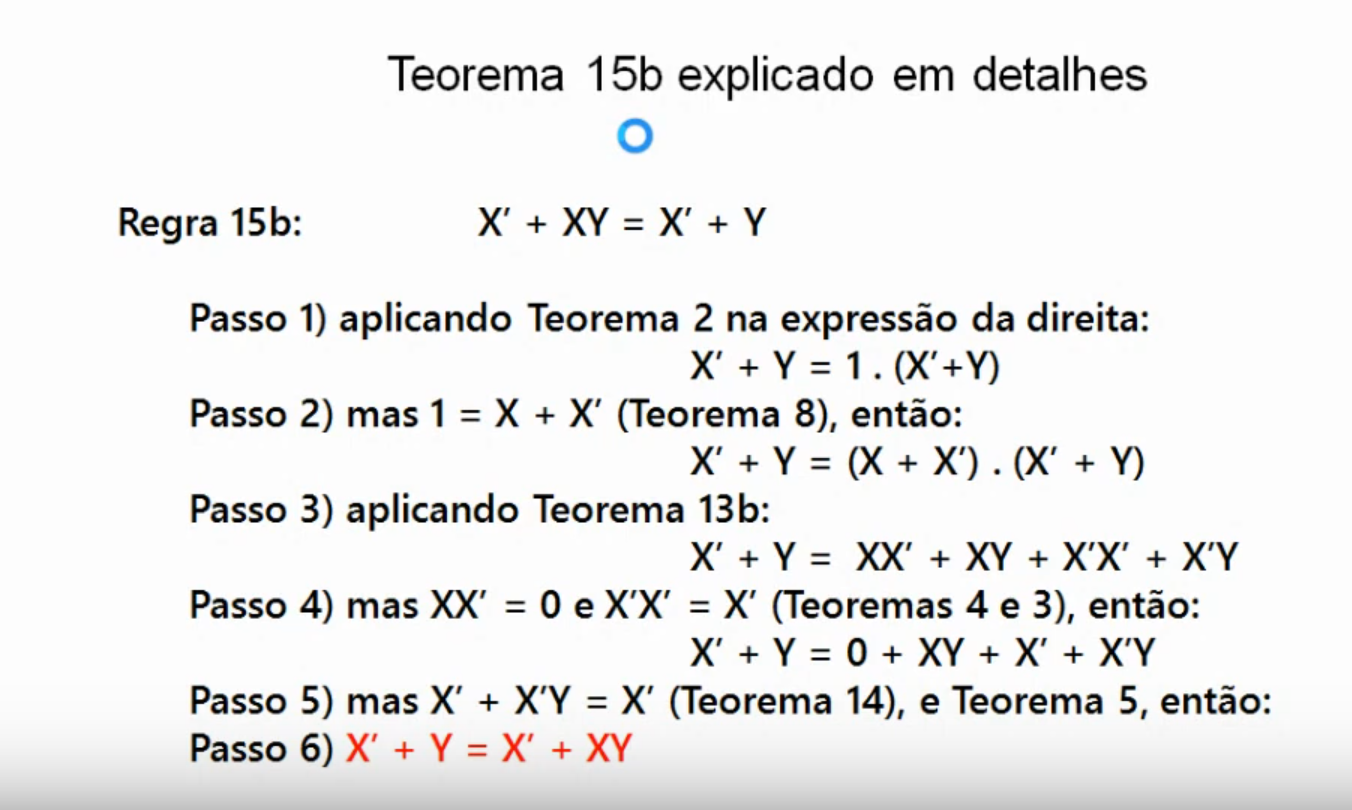 Teorema 15b explicado em detalhes
Regra 15b: X' + XY = X' + Y
Passo 1) aplicando Teorema 2 na expressão da direita:
X' + Y = 1 . (X'+Y)
Passo 2) mas 1 = X + X' (Teorema 8), então:
X' + Y = (X + X') . (X' + Y)
Passo 3) aplicando Teorema 13b:
X' + Y = XX' + XY + X'X' + X'Y
Passo 4) mas XX' = 0 e X'X' = X' (Teoremas 4 e 3), então:
X' + Y = 0 + XY + X' + X'Y
Passo 5) mas X' + X'Y = X' (Teorema 14), e Teorema 5, então:
Passo 6) X' + Y = X' + XY